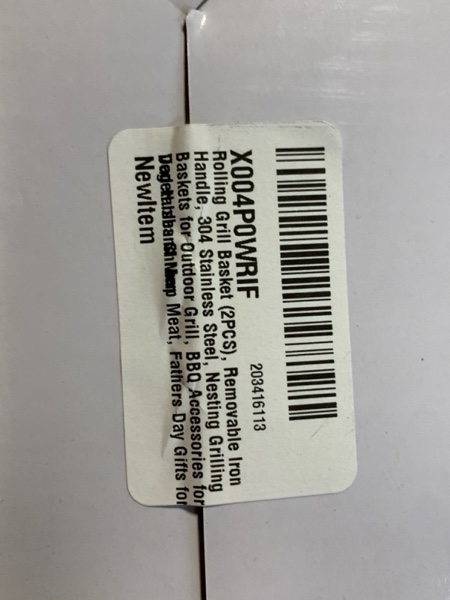 X004P0WRIF
203416113
Rolling Grill Basket (2PCS), Removable Iron
Handle, 304 Stainless Steel, Nesting Grilling
Baskets for Outdoor Grill, BBQ Accessories for
Meat, Fathers Day Gifts for
NewItem